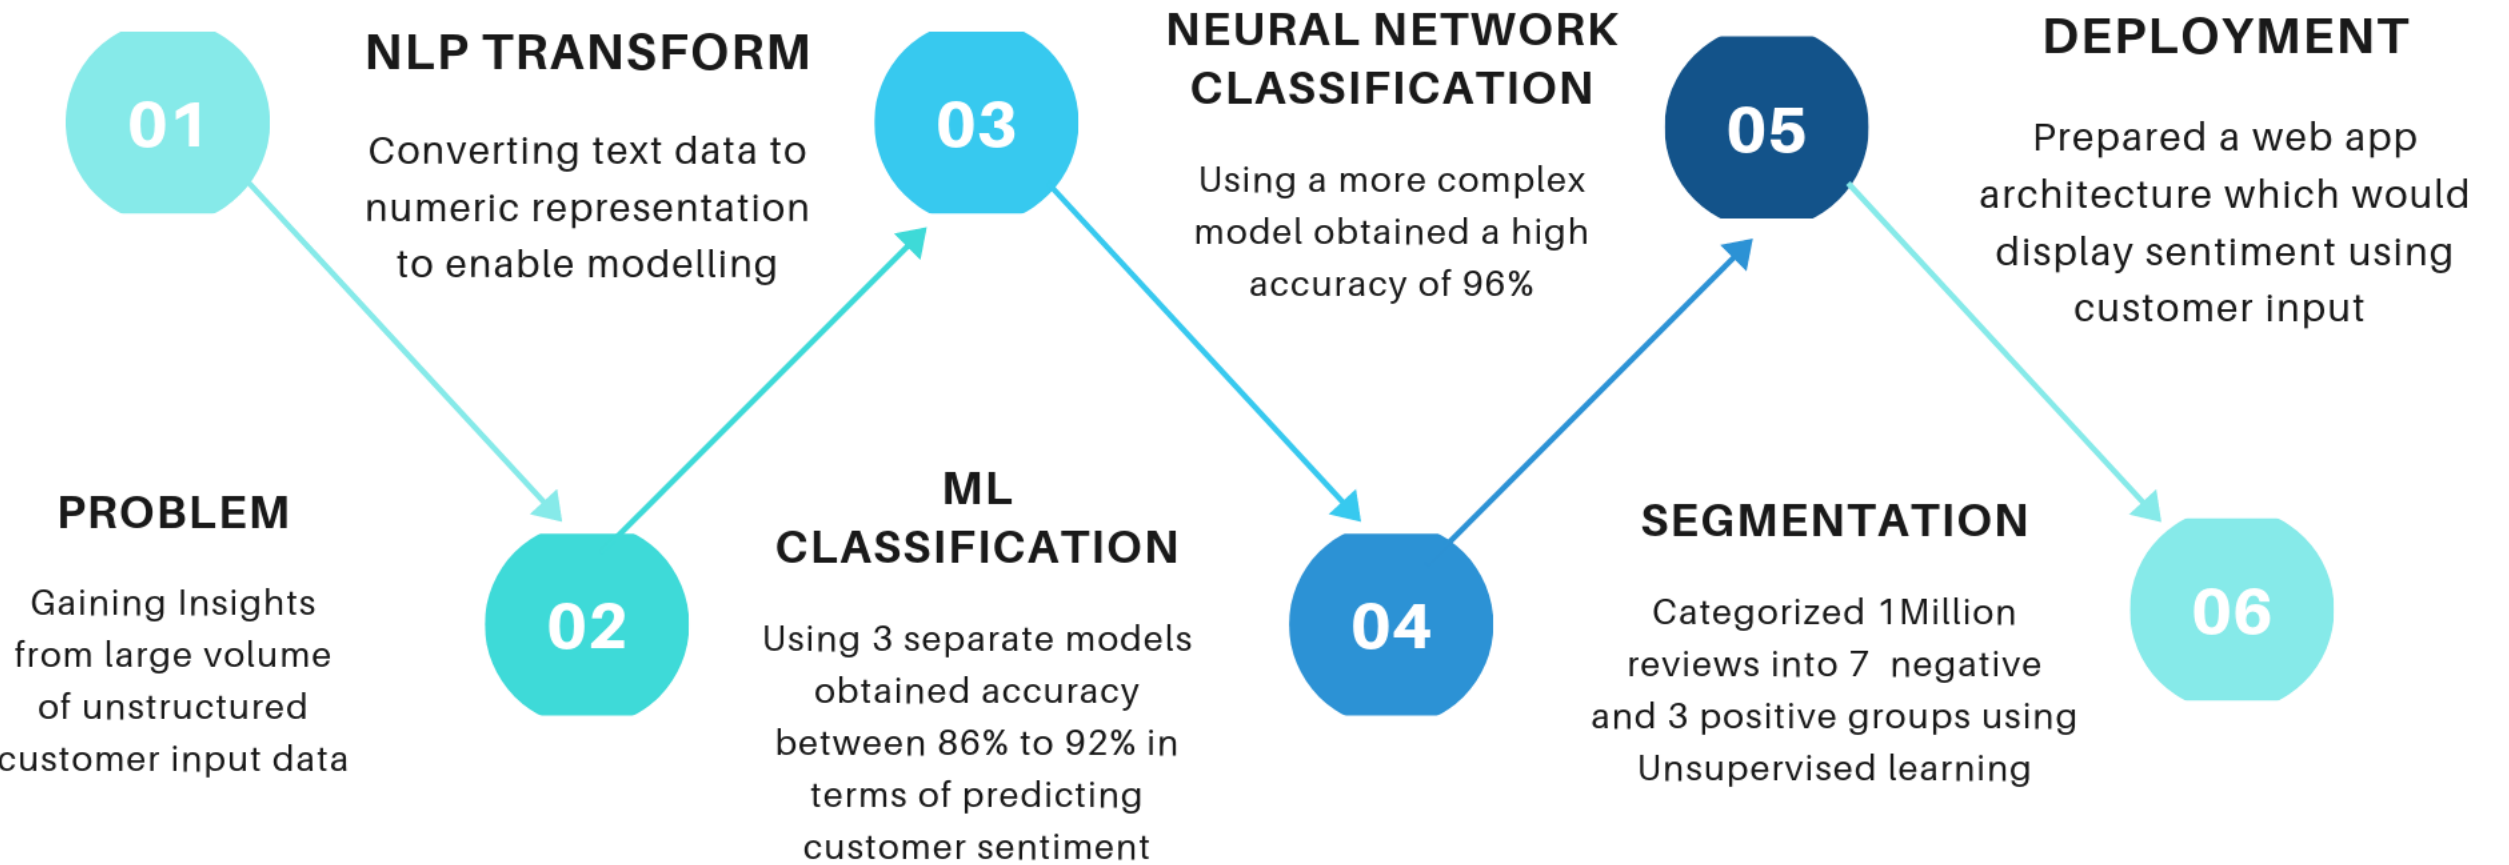 01
PROBLEM
Gaining Insights
from large volume
of unstructured
customer input data
NLP TRANSFORM
Converting text data to
numeric representation
to enable modelling
02
03
ML
CLASSIFICATION
Using 3 separate models
obtained accuracy
between 86% to 92% in
terms of predicting
customer sentiment
NEURAL NETWORK
CLASSIFICATION
Using a more complex
model obtained a high
accuracy of 96%
04
05
SEGMENTATION
Categorized 1Million
reviews into 7 negative
and 3 positive groups using
Unsupervised learning
DEPLOYMENT
Prepared a web app
architecture which would
display sentiment using
customer input
06